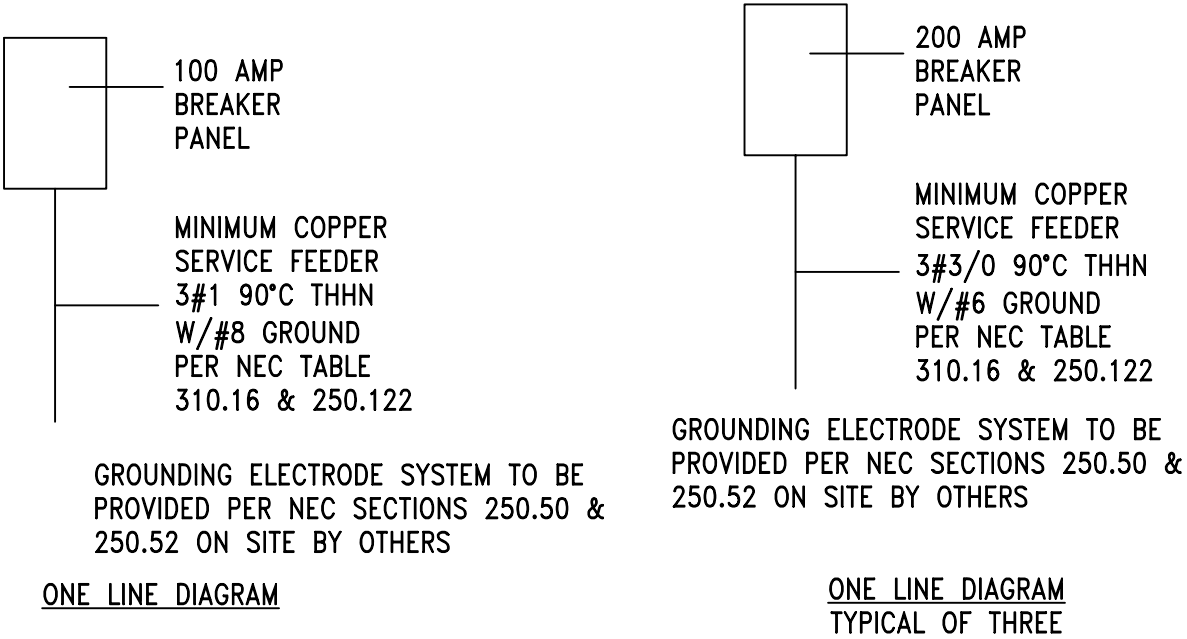 100 AMP
BREAKER
PANEL
MINIMUM COPPER
SERVICE FEEDER
3#1 90°C THHN
W/#8 GROUND
PER NEC TABLE
310.16 & 250.122
GROUNDING ELECTRODE SYSTEM TO BE
PROVIDED PER NEC SECTIONS 250.50 &
250.52 ON SITE BY OTHERS
ONE LINE DIAGRAM
200 AMP
BREAKER
PANEL
MINIMUM COPPER
SERVICE FEEDER
3#3/0 90°C THHN
W/#6 GROUND
PER NEC TABLE
310.16 & 250.122
GROUNDING ELECTRODE SYSTEM TO BE
PROVIDED PER NEC SECTIONS 250.50 &
250.52 ON SITE BY OTHERS
ONE LINE DIAGRAM
TYPICAL OF THREE